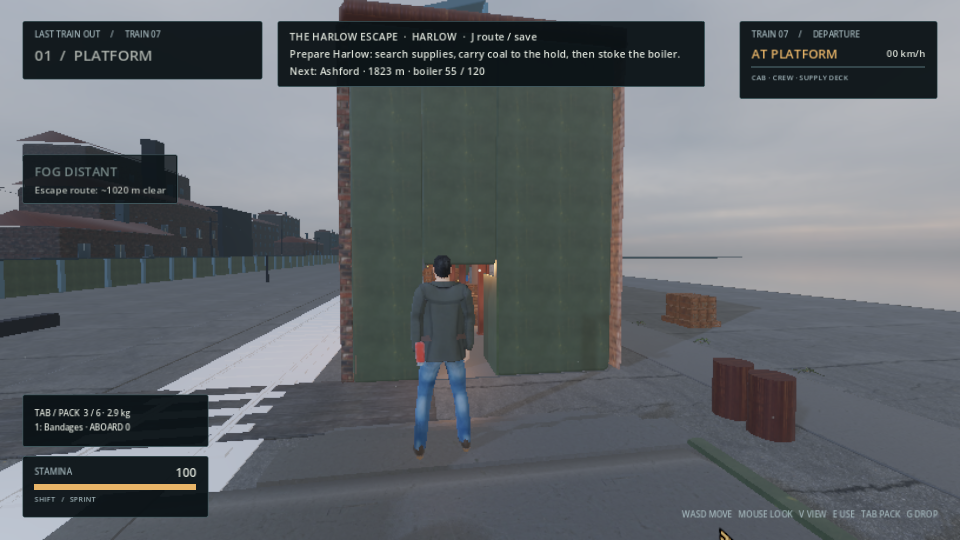 LAST TRAIN OUT / TRAIN 07
01 / PLATFORM
THE HARLOW ESCAPE · HARLOW · J route / save
Prepare Harlow: search supplies, carry coal to the hold, then stoke the boiler.
Next: Ashford · 1823 m · boiler 55 / 120
TRAIN 07 / DEPARTURE
AT PLATFORM 00 km/h
CAB · CREW · SUPPLY DECK
FOG DISTANT
Escape route: ~1020 m clear
TAB / PACK 3 / 6 · 2.9 kg
1: Bandages · ABOARD 0
STAMINA 100
SHIFT / SPRINT
WASD MOVE MOUSE LOOK V VIEW E USE TAB PACK G DROP